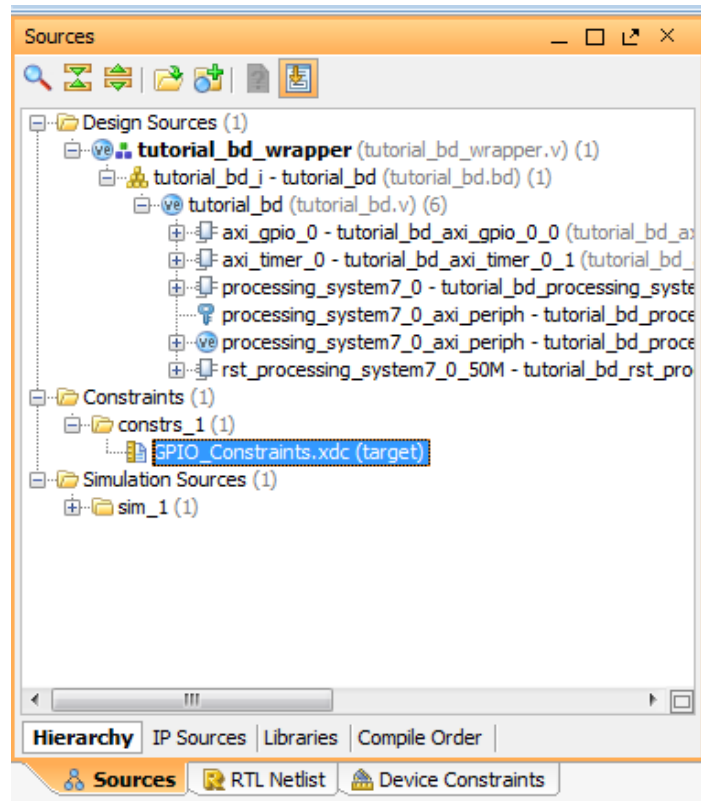 Sources
Design Sources (1)
tutorial_bd_wrapper (tutorial_bd_wrapper.v) (1)
tutorial_bd_i - tutorial_bd (tutorial_bd.bd) (1)
tutorial_bd (tutorial_bd.v) (6)
axi_gpio_0 - tutorial_bd_axi_gpio_0_0 (tutorial_bd_ax
axi_timer_0 - tutorial_bd_axi_timer_0_1 (tutorial_bd_
processing_system7_0 - tutorial_bd_processing_syste
processing_system7_0_axi_periph - tutorial_bd_proce
processing_system7_0_axi_periph - tutorial_bd_proce
rst_processing_system7_0_50M - tutorial_bd_rst_pro
Constraints (1)
constrs_1 (1)
GPIO_Constraints.xdc (target)
Simulation Sources (1)
sim_1 (1)
Hierarchy IP Sources Libraries Compile Order
Sources RTL Netlist Device Constraints